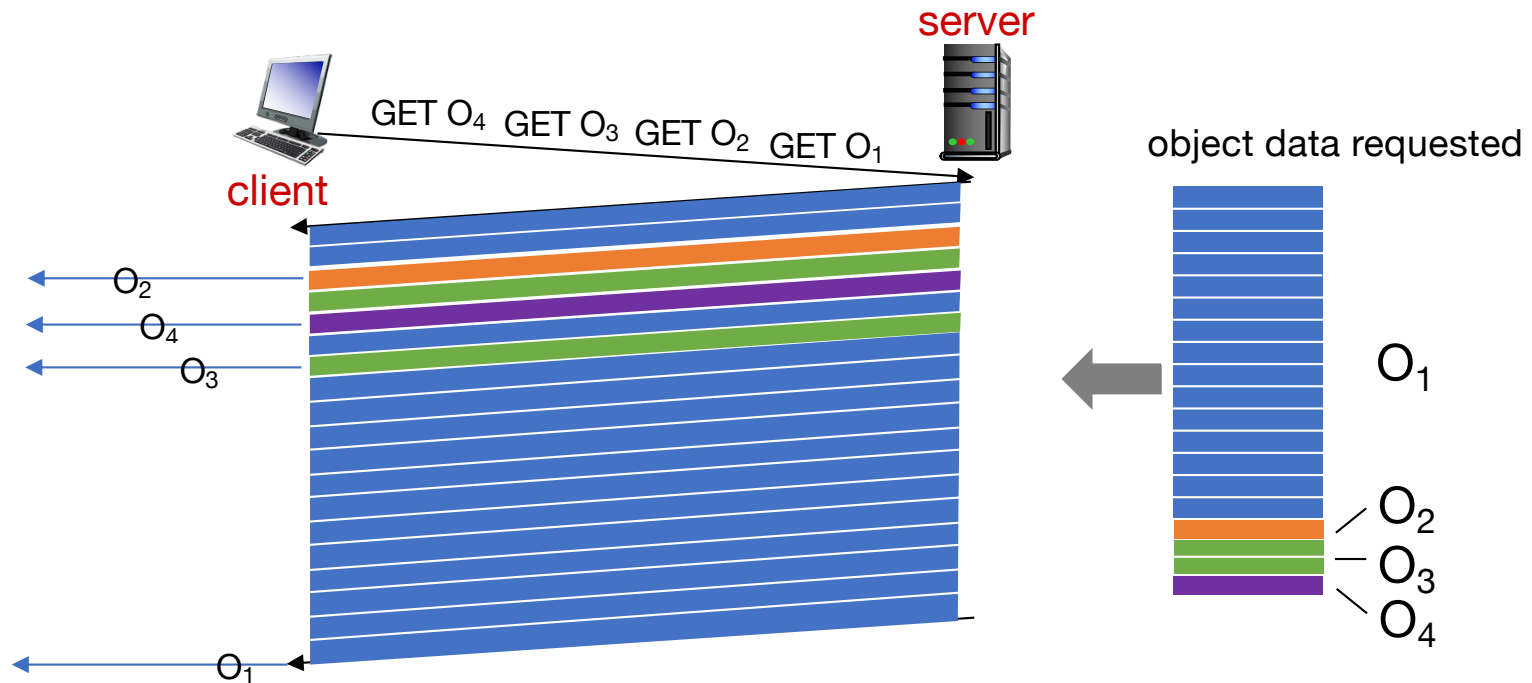 server
GET O₄ GET O₃ GET O₂ GET O₁
object data requested
client
O₂
O₄
O₃
O₁
O₁
O₂
O₃
O₄